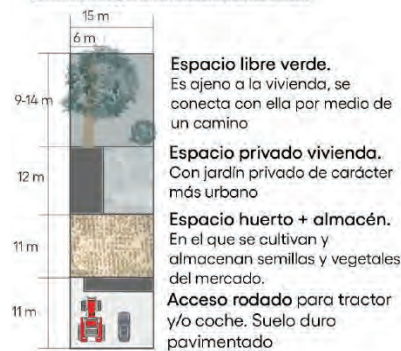 15 m
6 m
9-14 m
Espacio libre verde.
Es ajeno a la vivienda, se
conecta con ella por medio de
un camino
12 m
Espacio privado vivienda.
Con jardín privado de carácter
más urbano
11 m
Espacio huerto + almacén.
En el que se cultivan y
almacenan semillas y vegetales
del mercado.
11 m
Acceso rodado para tractor
y/o coche. Suelo duro
pavimentado